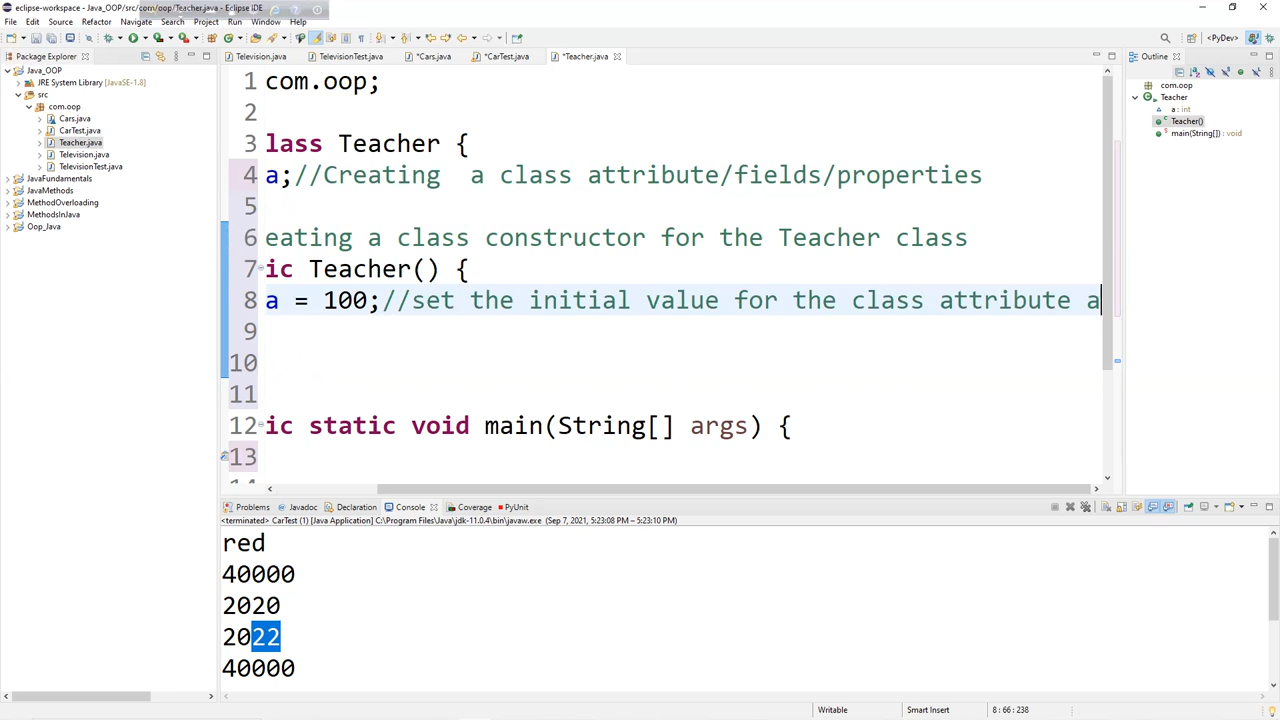 eclipse-workspace - Java_OOP/src/com/oop/Teacher.java - Eclipse IDE
File Edit Source Refactor Navigate Search Project Run Window Help
<PyDev>
Package Explorer
Television.java TelevisionTest.java *Cars.java *CarTest.java *Teacher.java
Outline
Java_OOP
JRE System Library [JavaSE-1.8]
src
com.oop
Cars.java
CarTest.java
Teacher.java
Television.java
TelevisionTest.java
JavaFundamentals
JavaMethods
MethodOverloading
MethodsInJava
Oop_Java
1 com.oop;
2
3 lass Teacher {
4 a;//Creating  a class attribute/fields/properties
5
6 eating a class constructor for the Teacher class
7 ic Teacher() {
8 a = 100;//set the initial value for the class attribute a
9
10
11
12 ic static void main(String[] args) {
13
com.oop
Teacher
a : int
Teacher()
main(String[]) : void
Problems Javadoc Declaration Console Coverage PyUnit
<terminated> CarTest (1) [Java Application] C:\Program Files\Java\jdk-11.0.4\bin\javaw.exe (Sep 7, 2021, 5:23:08 PM – 5:23:10 PM)
red
40000
2020
2022
40000
Writable Smart Insert 8 : 66 : 238